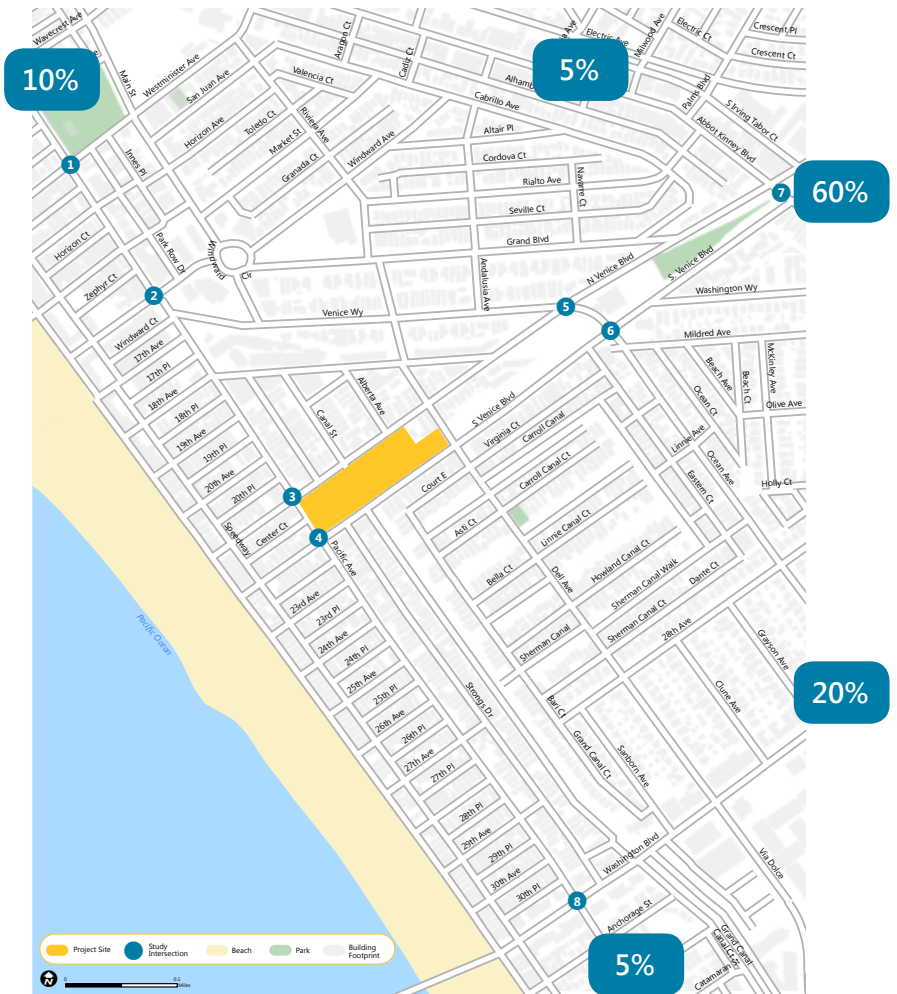 Wavecrest Ave
Main St
Westminister Ave
San Juan Ave
Horizon Ave
Toledo Ct
Market St
Granada Ct
Riviera Ave
Windward Ave
Aragon Ct
Cadiz Ct
Valencia Ct
Cabrillo Ave
Electric Ave
Milwood Ave
Electric Ct
Crescent Pl
Crescent Ct
Palms Blvd
S Irving Tabor Ct
Abbot Kinney Blvd
10%
5%
60%
1
Innes Pl
Altair Pl
Cordova Ct
Rialto Ave
Navarre Ct
Seville Ct
Grand Blvd
Andalusia Ave
N Venice Blvd
S. Venice Blvd
7
Washington Wy
Mildred Ave
Horizon Ct
Zephyr Ct
Park Row Dr
Windward
Cir
2
Venice Wy
5
6
Windward Ct
17th Ave
17th Pl
18th Ave
18th Pl
19th Ave
19th Pl
20th Ave
20th Pl
Center Ct
Speedway
Canal St
Alberta Ave
S Venice Blvd
Virginia Ct
Carroll Canal
Carroll Canal Ct
Court E
Asti Ct
Linnie Canal Ct
Bella Ct
Dell Ave
Howland Canal Ct
Sherman Canal Walk
Sherman Canal Ct
Dante Ct
Sherman Canal
28th Ave
Beach Ave
Beach Ct
McKinley Ave
Olive Ave
Ocean Ct
Linnie Ave
Ocean Ave
Eastern Ct
Holly Ct
3
4
Pacific Ave
23rd Ave
23rd Pl
24th Ave
24th Pl
25th Ave
25th Pl
26th Ave
26th Pl
27th Ave
27th Pl
28th Pl
29th Ave
29th Pl
30th Ave
30th Pl
Pacific Ocean
Strongs Dr
Bari Ct
Grand Canal Ct
Sanborn Ave
Clune Ave
Grayson Ave
20%
Washington Blvd
Via Dolce
8
Anchorage St
Grand Canal
Canal Ct
Catamaran
5%
Project Site
Study
Intersection
Beach
Park
Building
Footprint
N
0
0.1
Miles